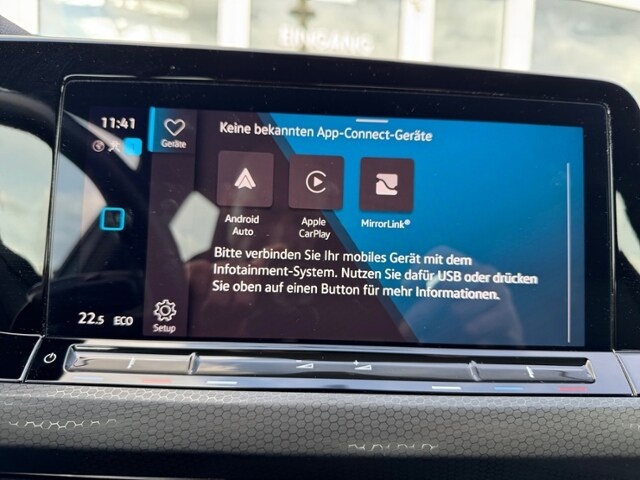 11:41
Geräte
Keine bekannten App-Connect-Geräte
Android
Auto
Apple
CarPlay
MirrorLink®
Bitte verbinden Sie Ihr mobiles Gerät mit dem
Infotainment-System. Nutzen Sie dafür USB oder drücken
Sie oben auf einen Button für mehr Informationen.
22.5 ECO
Setup